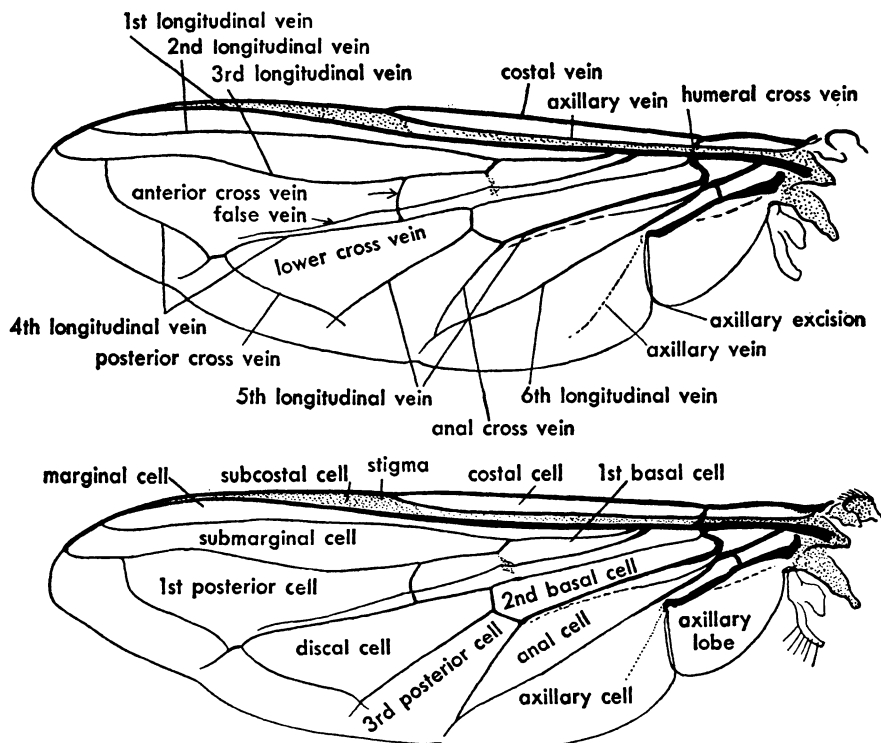 1st longitudinal vein
2nd longitudinal vein
3rd longitudinal vein
costal vein
axillary vein
humeral cross vein
anterior cross vein
false vein
lower cross vein
4th longitudinal vein
posterior cross vein
axillary excision
axillary vein
5th longitudinal vein
6th longitudinal vein
anal cross vein
marginal cell
subcostal cell
stigma
costal cell
1st basal cell
submarginal cell
1st posterior cell
2nd basal cell
discal cell
3rd posterior cell
anal cell
axillary
lobe
axillary cell